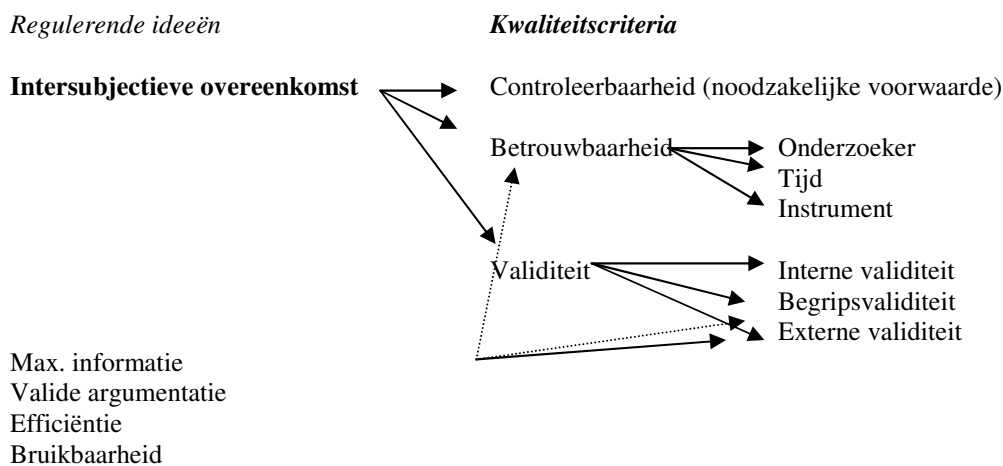 Regulerende ideeën Kwaliteitscriteria
Intersubjectieve overeenkomst Controleerbaarheid (noodzakelijke voorwaarde)
Betrouwbaarheid Onderzoeker
Tijd
Instrument
Validiteit Interne validiteit
Begripsvaliditeit
Externe validiteit
Max. informatie
Valide argumentatie
Efficiëntie
Bruikbaarheid